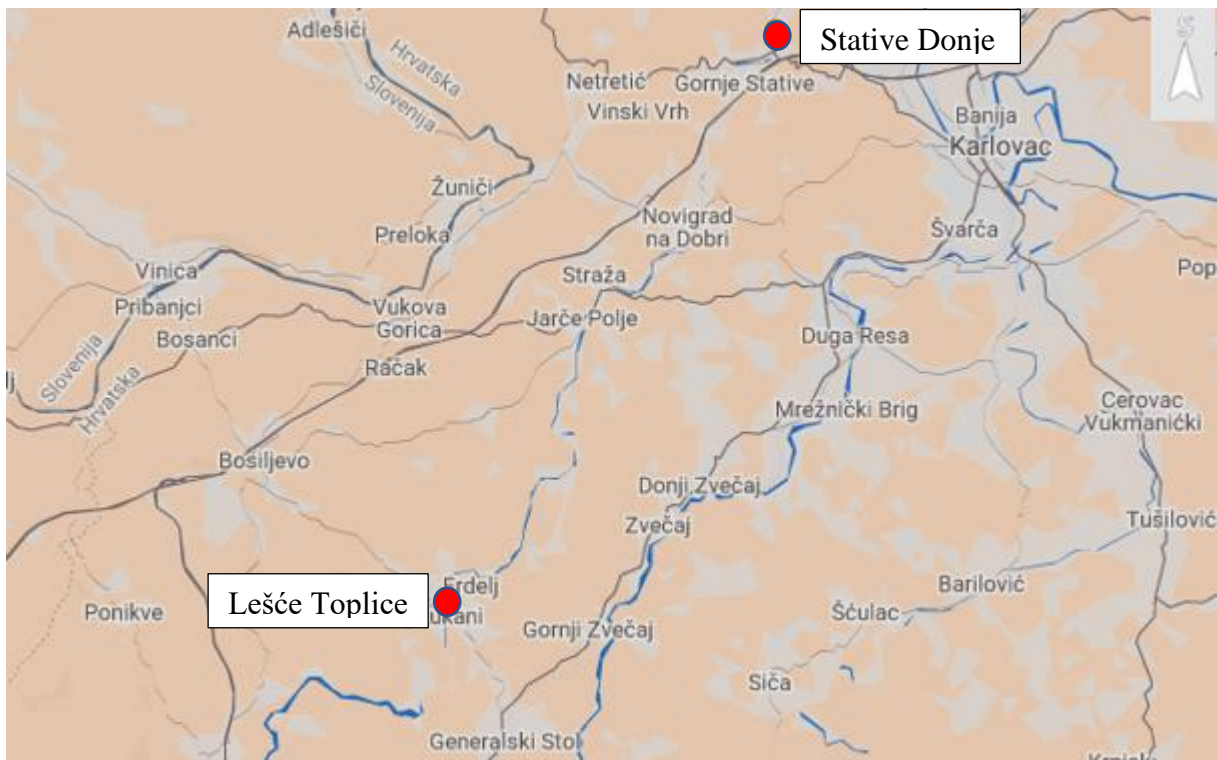 Adlešiči
Stative Donje
S
Hrvatska
Slovenija
Netretić
Gornje Stative
Vinski Vrh
Banija
Karlovac
Žuniči
Novigrad
na Dobri
Preloka
Švarča
Vinica
Straža
Pop
Pribanjci
Vukova
Gorica
Jarče Polje
Bosanci
Duga Resa
Slovenija
Hrvatska
Račak
Mrežnički Brig
Cerovac
Vukmanićki
Bosiljevo
Donji Zvečaj
Zvečaj
Tušilović
Erdelj
Barilović
Lešće Toplice
Ponikve
ukani
Gornji Zvečaj
Šćulac
Siča
Generalski Stol